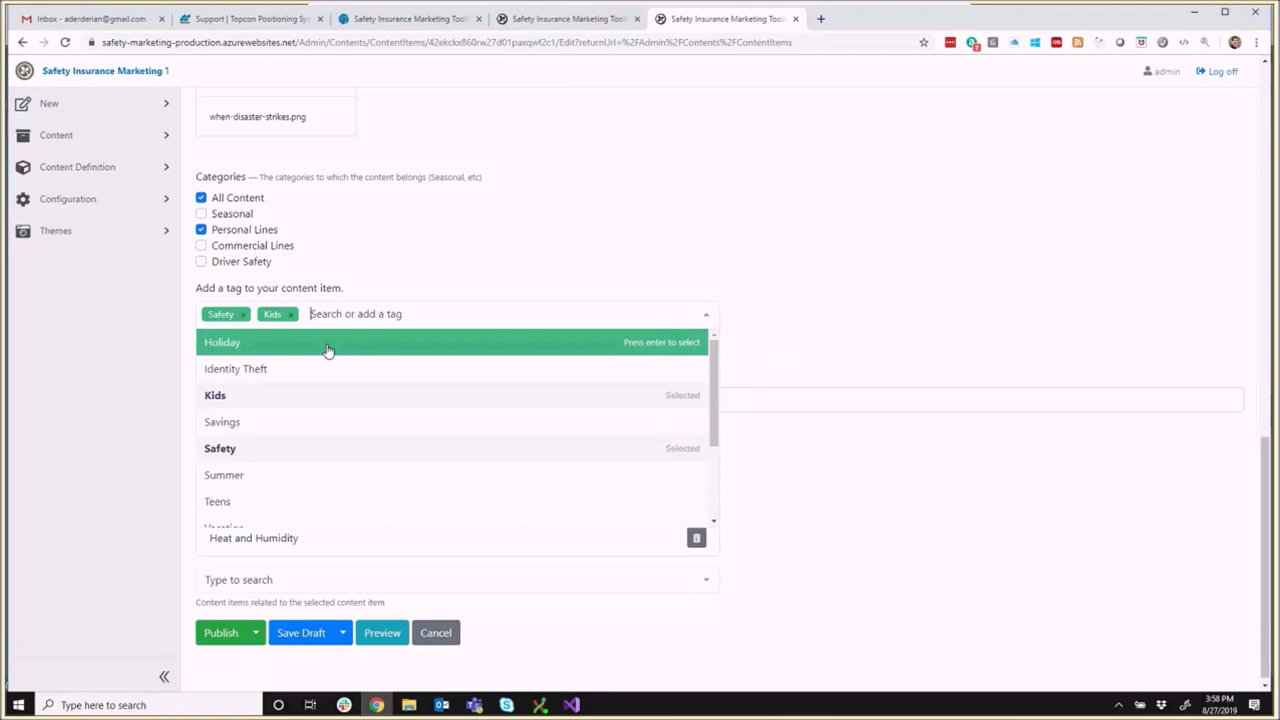 Inbox - aderderian@gmail.com
Support | Topcon Positioning Sy
Safety Insurance Marketing Tool
Safety Insurance Marketing Tool
Safety Insurance Marketing Tool
safety-marketing-production.azurewebsites.net/Admin/Contents/ContentItems/42ekckx860rw27d01paxqwf2c1/Edit?returnUrl=%2FAdmin%2FContents%2FContentItems
Safety Insurance Marketing 1
admin
Log off
New
Content
Content Definition
Configuration
Themes
when-disaster-strikes.png
Categories — The categories to which the content belongs (Seasonal, etc)
All Content
Seasonal
Personal Lines
Commercial Lines
Driver Safety
Add a tag to your content item.
Safety × Kids × Search or add a tag
Holiday Press enter to select
Identity Theft
Kids Selected
Savings
Safety Selected
Summer
Teens
Vacation
Heat and Humidity
Type to search
Content items related to the selected content item
Publish
Save Draft
Preview
Cancel
Type here to search
3:58 PM
8/27/2019